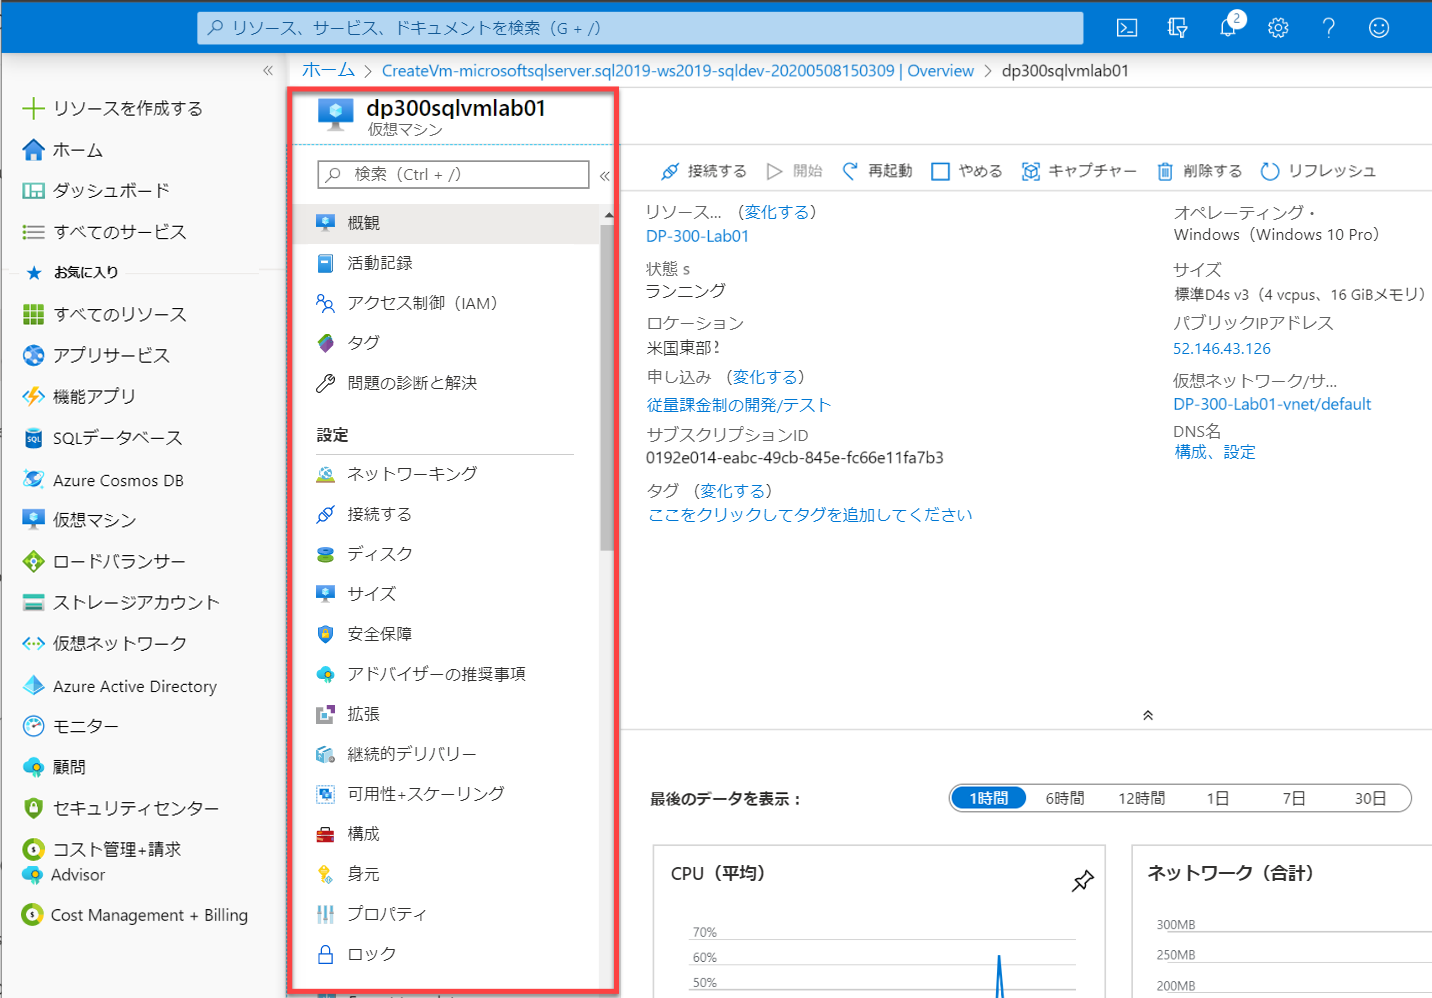 リソース、サービス、ドキュメントを検索（G + /）
2
ホーム > CreateVm-microsoftsqlserver.sql2019-ws2019-sqldev-20200508150309 | Overview > dp300sqlvmlab01
リソースを作成する
ホーム
ダッシュボード
すべてのサービス
お気に入り
すべてのリソース
アプリサービス
機能アプリ
SQLデータベース
Azure Cosmos DB
仮想マシン
ロードバランサー
ストレージアカウント
仮想ネットワーク
Azure Active Directory
モニター
顧問
セキュリティセンター
コスト管理+請求
Advisor
Cost Management + Billing
dp300sqlvmlab01
仮想マシン
検索（Ctrl + /）
概観
活動記録
アクセス制御（IAM）
タグ
問題の診断と解決
設定
ネットワーキング
接続する
ディスク
サイズ
安全保障
アドバイザーの推奨事項
拡張
継続的デリバリー
可用性+スケーリング
構成
身元
プロパティ
ロック
接続する 開始 再起動 やめる キャプチャー 削除する リフレッシュ
リソース... （変化する）
DP-300-Lab01
状態 s
ランニング
ロケーション
米国東部?
申し込み （変化する）
従量課金制の開発/テスト
サブスクリプションID
0192e014-eabc-49cb-845e-fc66e11fa7b3
タグ （変化する）
ここをクリックしてタグを追加してください
オペレーティング・
Windows（Windows 10 Pro）
サイズ
標準D4s v3（4 vcpus、16 GiBメモリ）
パブリックIPアドレス
52.146.43.126
仮想ネットワーク/サ...
DP-300-Lab01-vnet/default
DNS名
構成、設定
最後のデータを表示：
1時間 6時間 12時間 1日 7日 30日
CPU（平均）
70%
60%
50%
ネットワーク（合計）
300MB
250MB
200MB